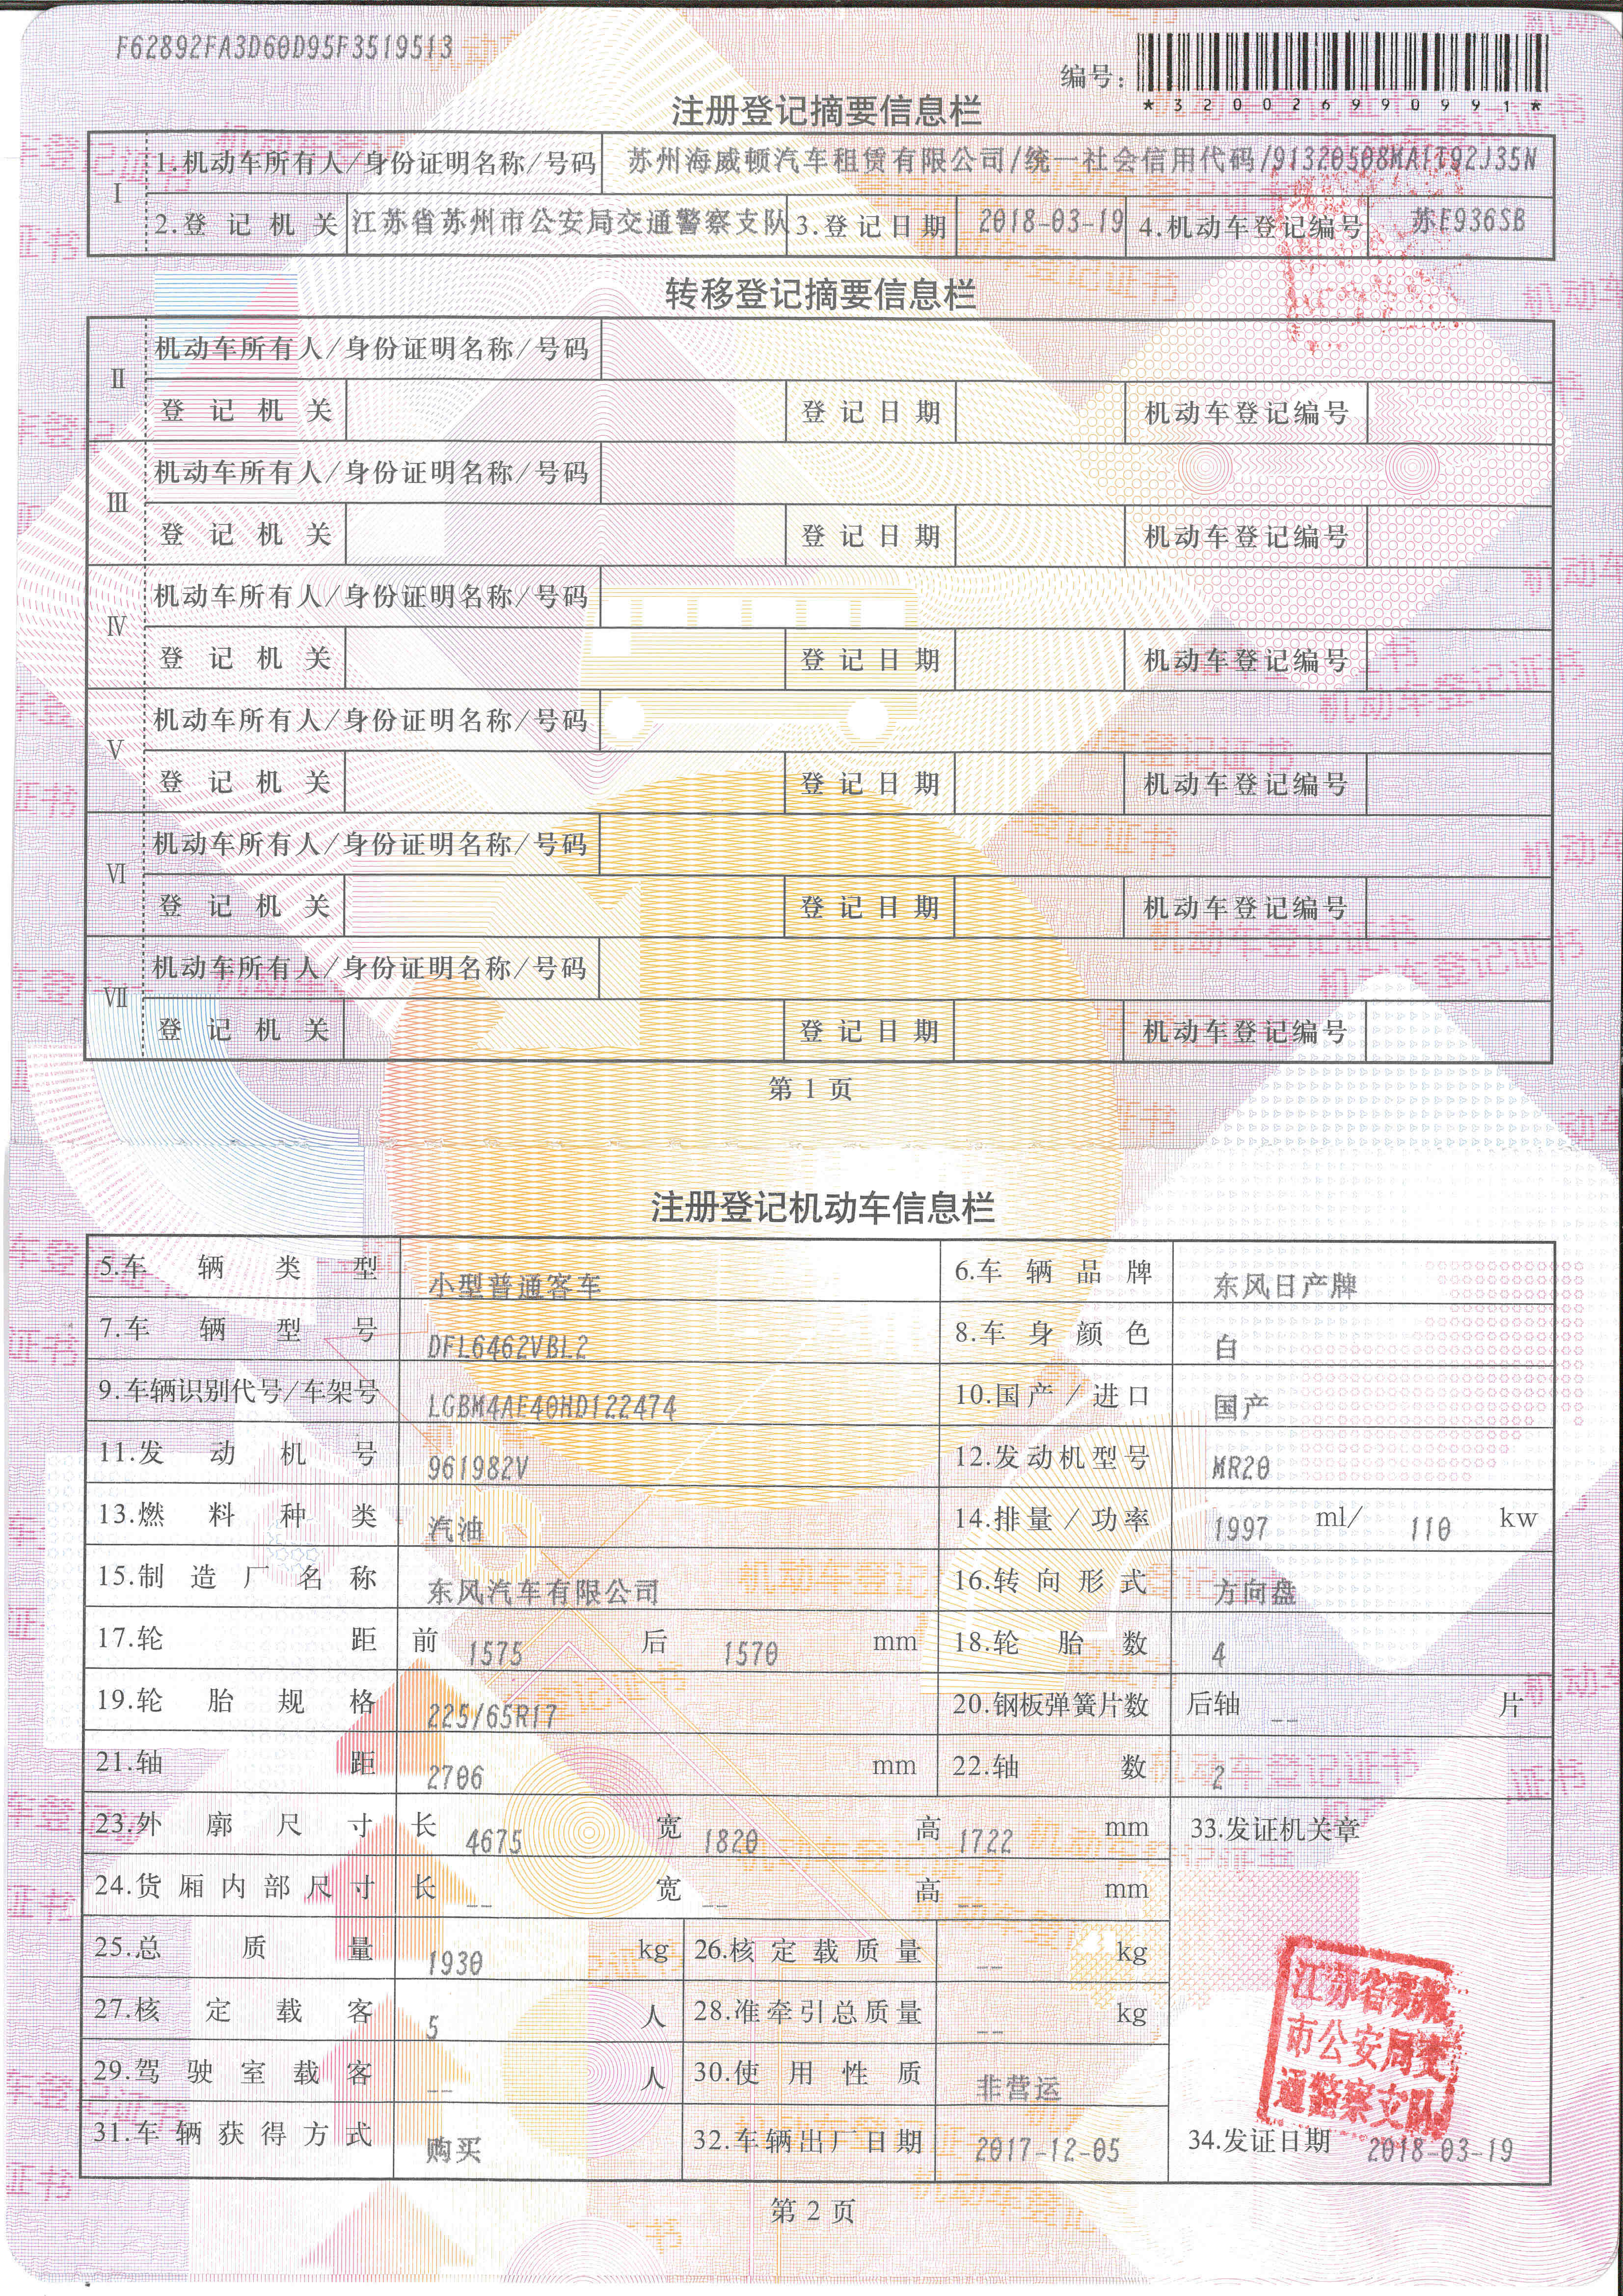 F62892FA3D60D95F3519513
编号:
*320026990991*
注册登记摘要信息栏
Ⅰ 1.机动车所有人/身份证明名称/号码 苏州海威顿汽车租赁有限公司/统一社会信用代码/91320508MA1T92J35N
2.登记机关 江苏省苏州市公安局交通警察支队 3.登记日期 2018-03-19 4.机动车登记编号 苏E936SB
转移登记摘要信息栏
Ⅱ 机动车所有人/身份证明名称/号码
登记机关 登记日期 机动车登记编号
Ⅲ 机动车所有人/身份证明名称/号码
登记机关 登记日期 机动车登记编号
Ⅳ 机动车所有人/身份证明名称/号码
登记机关 登记日期 机动车登记编号
Ⅴ 机动车所有人/身份证明名称/号码
登记机关 登记日期 机动车登记编号
Ⅵ 机动车所有人/身份证明名称/号码
登记机关 登记日期 机动车登记编号
Ⅶ 机动车所有人/身份证明名称/号码
登记机关 登记日期 机动车登记编号
第 1 页
注册登记机动车信息栏
5.车辆类型 小型普通客车 6.车辆品牌 东风日产牌
7.车辆型号 DFL6462VBL2 8.车身颜色 白
9.车辆识别代号/车架号 LGBM4AE40HD122474 10.国产/进口 国产
11.发动机号 961982V 12.发动机型号 MR20
13.燃料种类 汽油 14.排量/功率 1997 ml/ 110 kw
15.制造厂名称 东风汽车有限公司 16.转向形式 方向盘
17.轮距 前 1575 后 1570 mm 18.轮胎数 4
19.轮胎规格 225/65R17 20.钢板弹簧片数 后轴 -- 片
21.轴距 2706 mm 22.轴数 2
23.外廓尺寸 长 4675 宽 1820 高 1722 mm 33.发证机关章
24.货厢内部尺寸 长 -- 宽 -- 高 -- mm
25.总质量 1930 kg 26.核定载质量 -- kg
27.核定载客 5 人 28.准牵引总质量 -- kg
29.驾驶室载客 -- 人 30.使用性质 非营运
江苏省苏州
市公安局交
通警察支队
31.车辆获得方式 购买 32.车辆出厂日期 2017-12-05 34.发证日期 2018-03-19
第 2 页